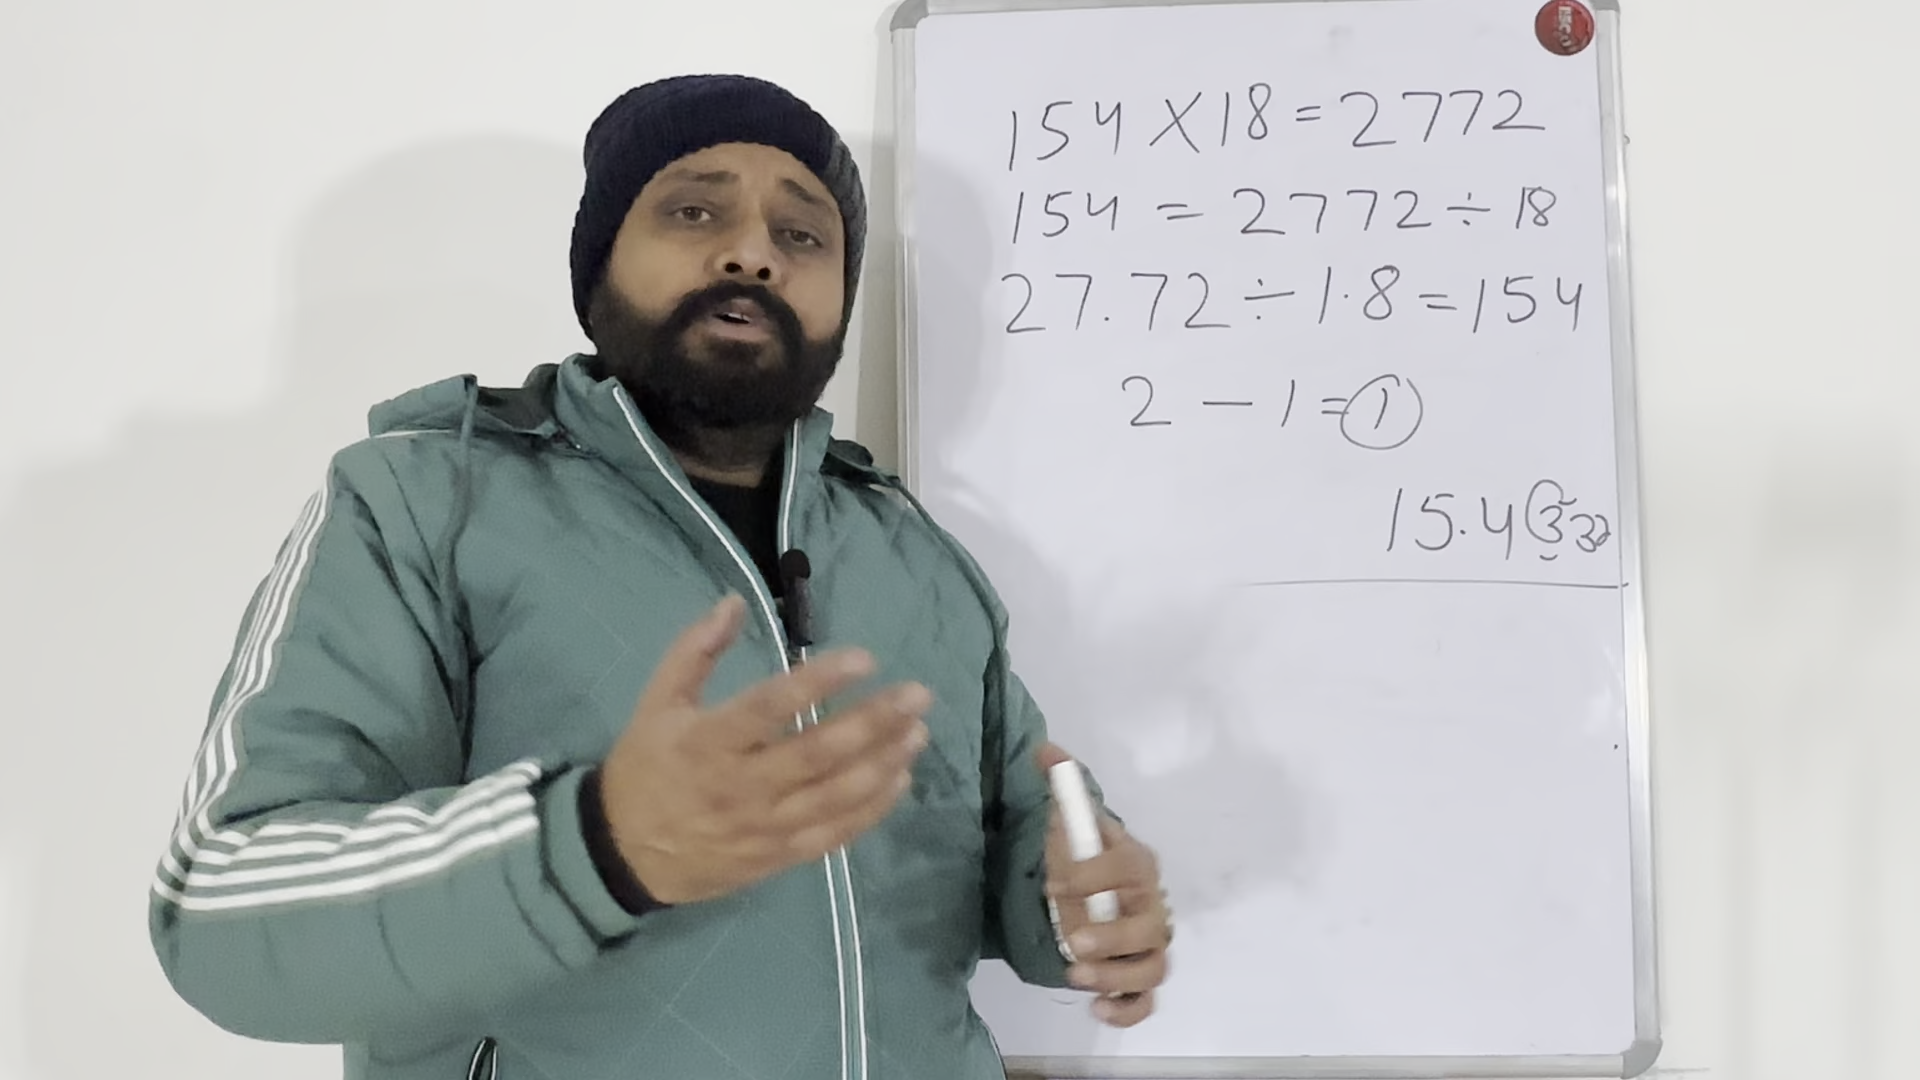 154 × 18 = 2772
154 = 2772 ÷ 18
27.72 ÷ 1.8 = 154
2 - 1 = 1
15.4